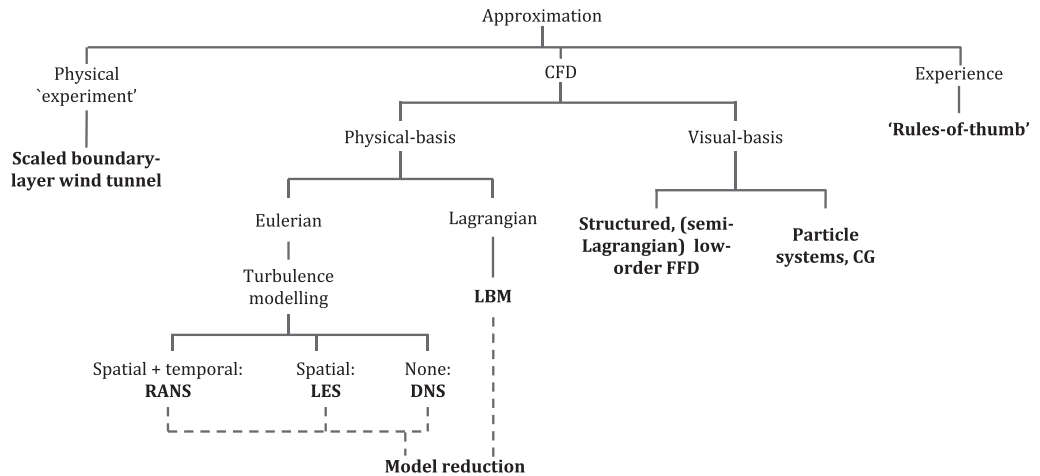 Approximation
Physical
`experiment’
CFD
Experience
Scaled boundary-
layer wind tunnel
Physical-basis
Visual-basis
‘Rules-of-thumb’
Eulerian
Lagrangian
Structured, (semi-
Lagrangian) low-
order FFD
Particle
systems, CG
Turbulence
modelling
LBM
Spatial + temporal:
RANS
Spatial:
LES
None:
DNS
Model reduction